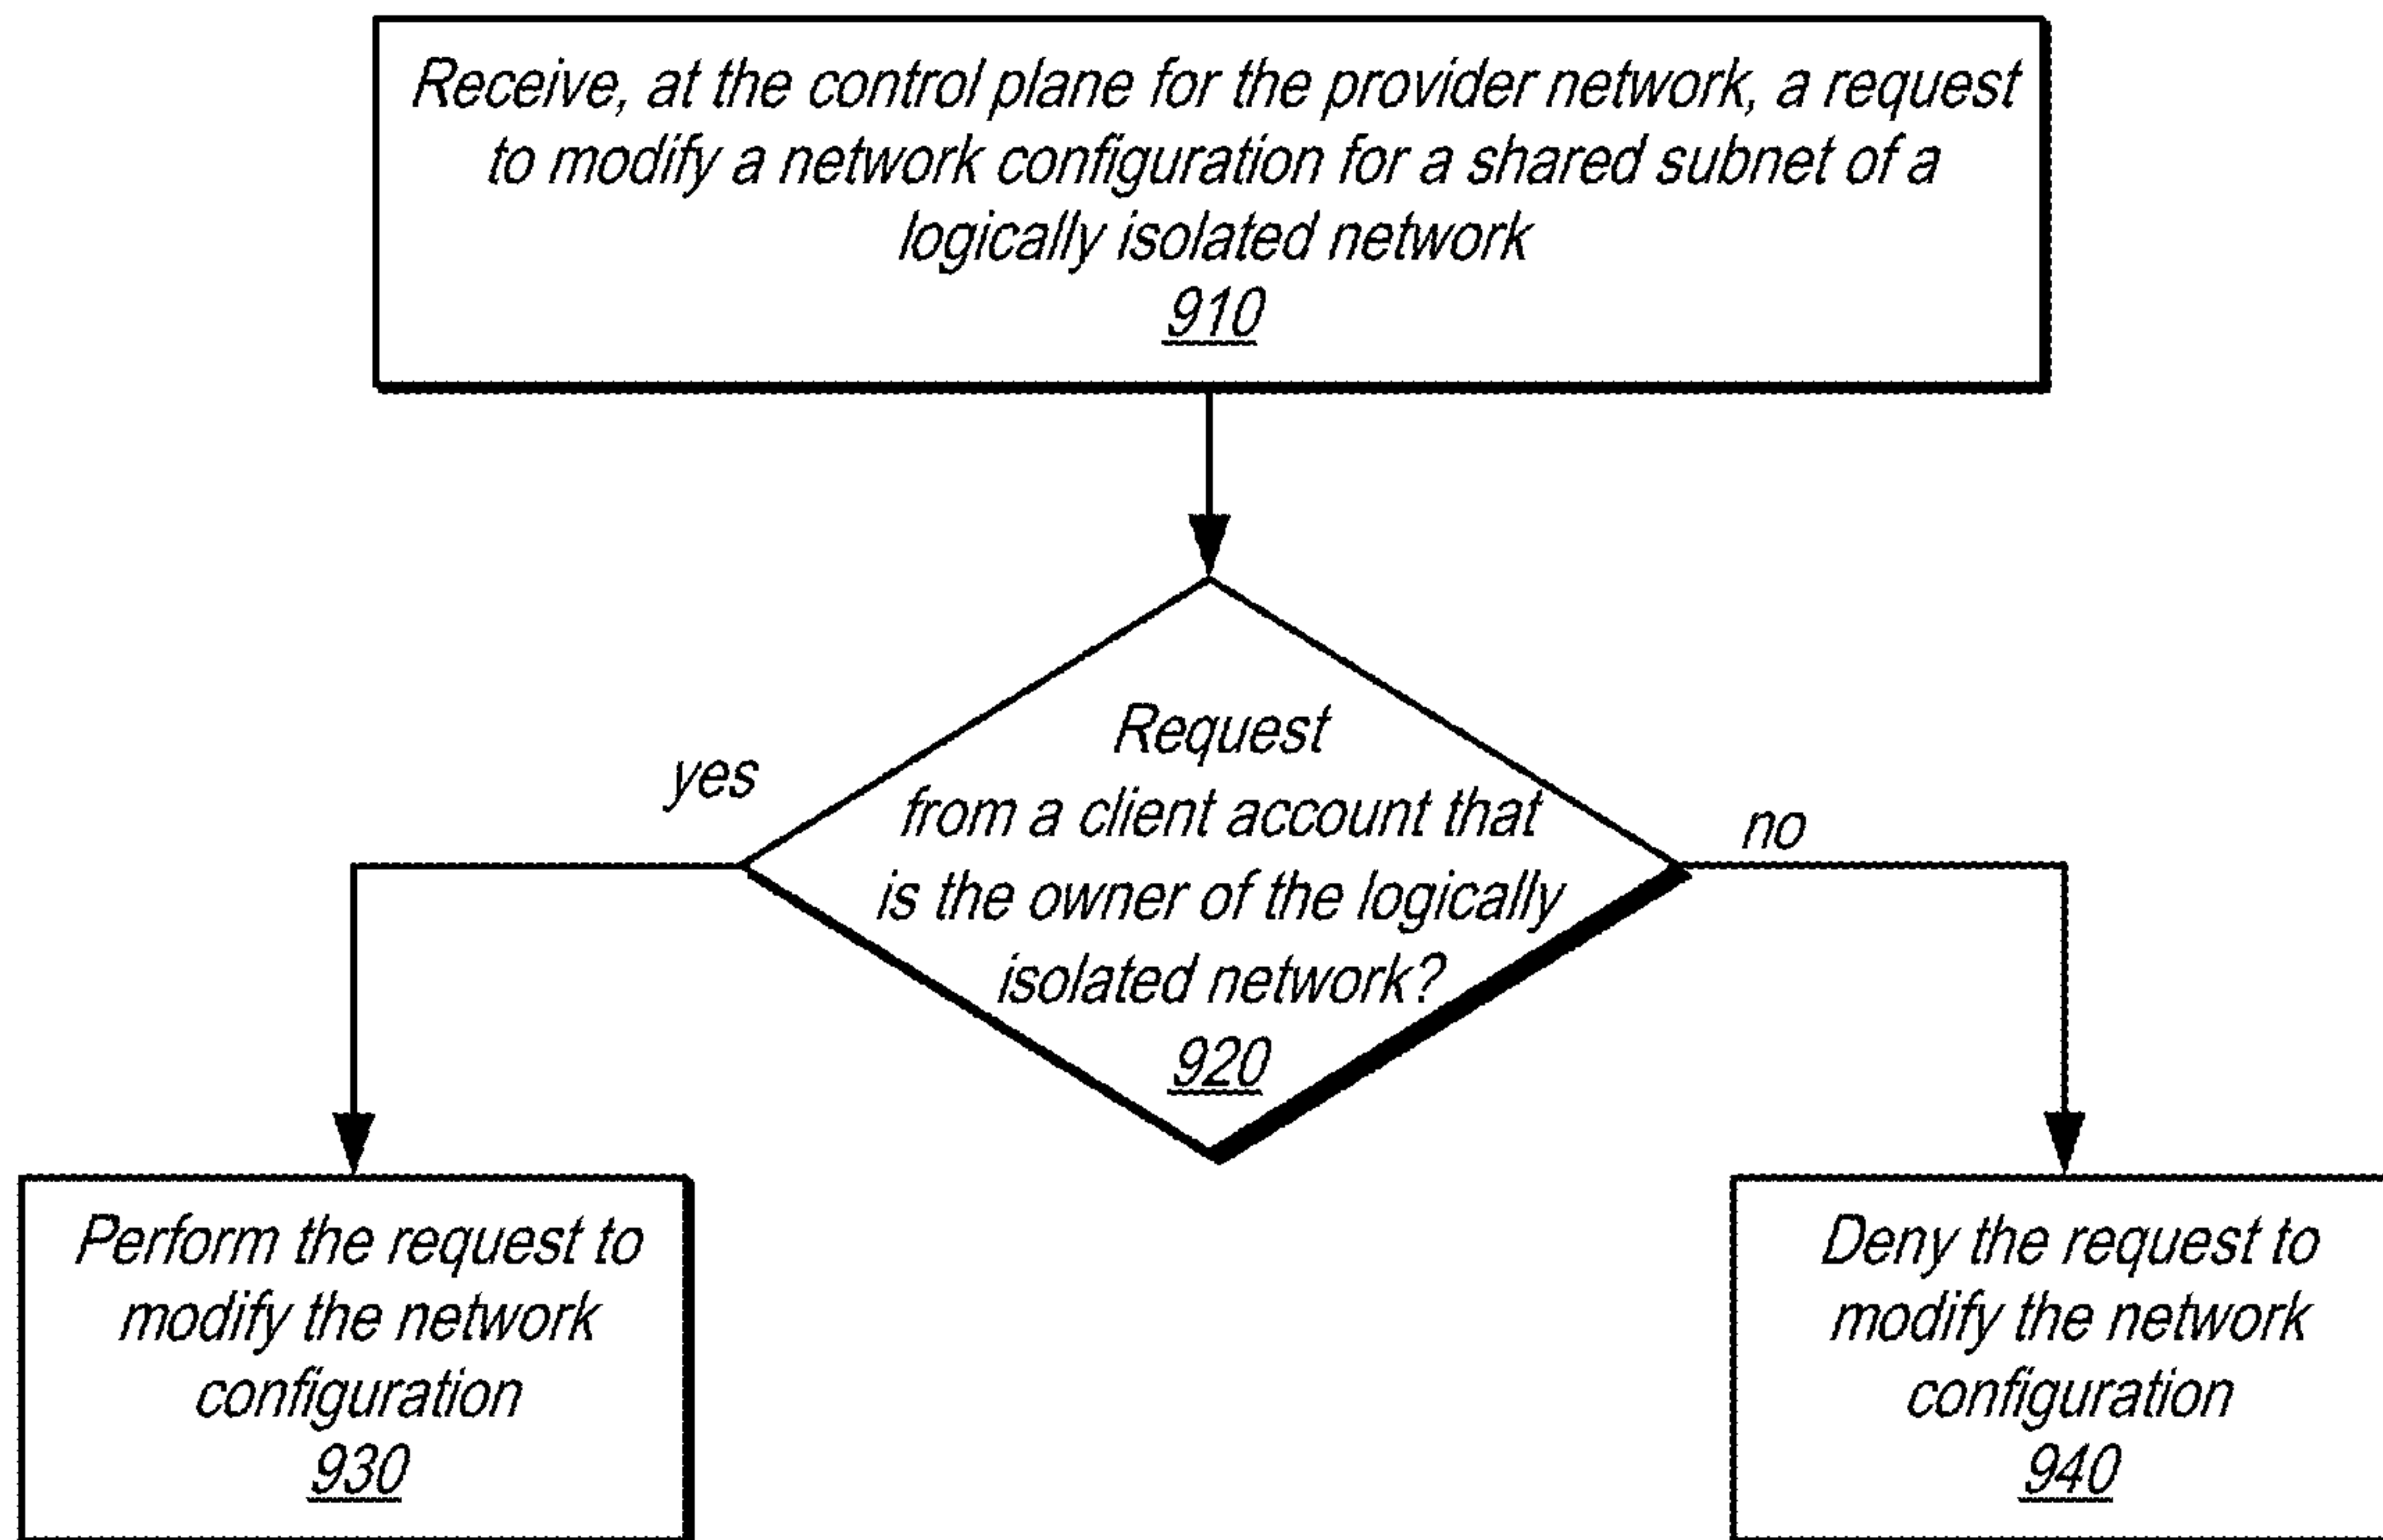 Receive, at the control plane for the provider network, a request
to modify a network configuration for a shared subnet of a
logically isolated network
910
Request
from a client account that
is the owner of the logically
isolated network?
920
yes
no
Perform the request to
modify the network
configuration
930
Deny the request to
modify the network
configuration
940